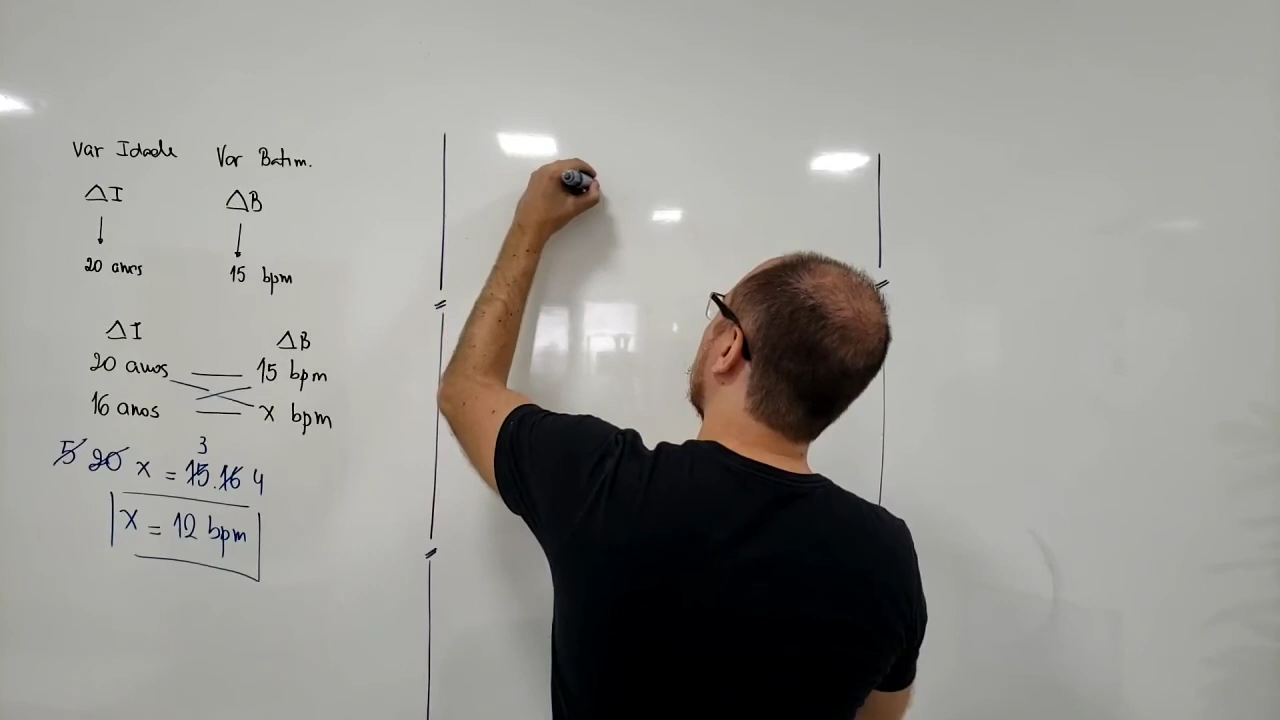 Var Idade Var Batim.
ΔI ΔB
↓ ↓
20 anos 15 bpm
ΔI ΔB
20 anos 15 bpm
16 anos x bpm
3
5 20 x = 15.16 4
x = 12 bpm